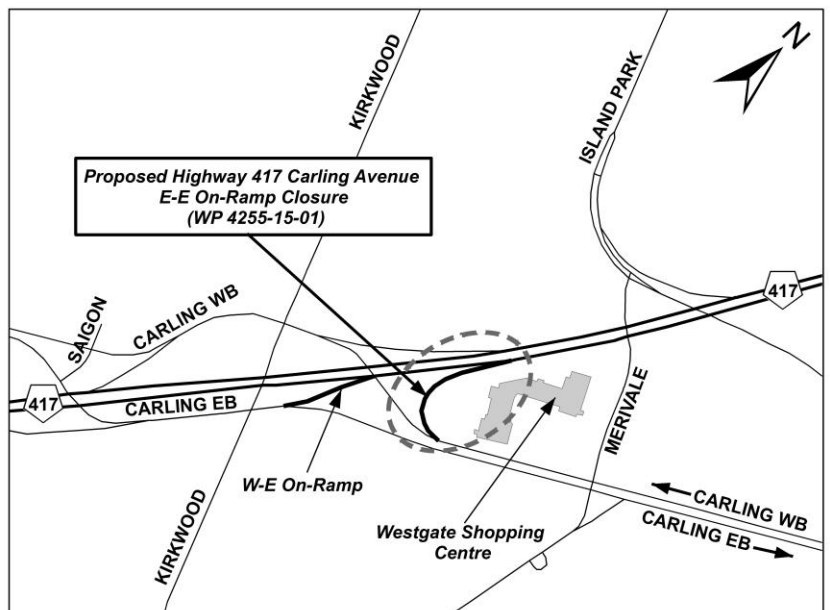 KIRKWOOD
ISLAND PARK
N
Proposed Highway 417 Carling Avenue
E-E On-Ramp Closure
(WP 4255-15-01)
417
SAIGON
CARLING WB
417
CARLING EB
MERIVALE
W-E On-Ramp
KIRKWOOD
Westgate Shopping
Centre
CARLING WB
CARLING EB